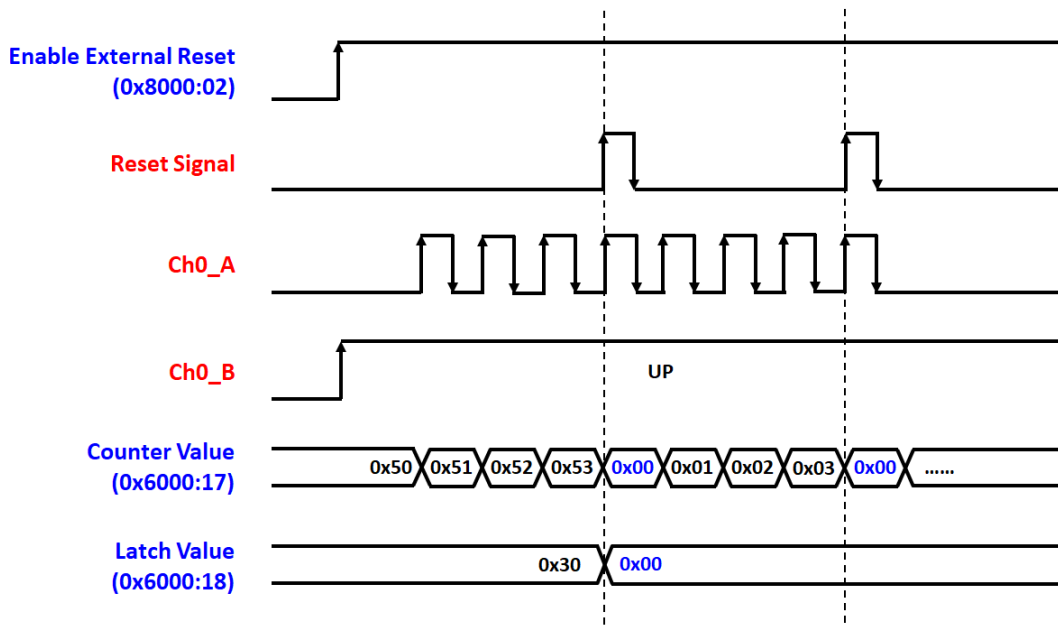 Enable External Reset
(0x8000:02)
Reset Signal
Ch0_A
Ch0_B
UP
Counter Value
(0x6000:17)
0x50 0x51 0x52 0x53 0x00 0x01 0x02 0x03 0x00 ......
Latch Value
(0x6000:18)
0x30 0x00